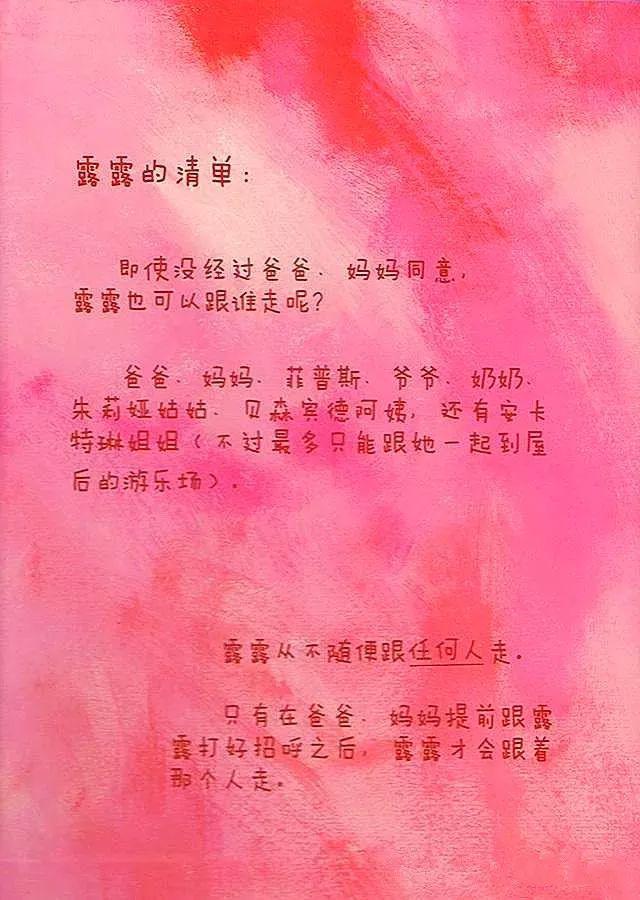 露露的清单：
即使没经过爸爸、妈妈同意，
露露也可以跟谁走呢？
爸爸、妈妈、菲普斯、爷爷、奶奶、
朱莉娅姑姑、贝森宾德阿姨，还有安卡
特琳姐姐（不过最多只能跟她一起到屋
后的游乐场）。
露露从不随便跟任何人走。
只有在爸爸、妈妈提前跟露
露打好招呼之后，露露才会跟着
那个人走。